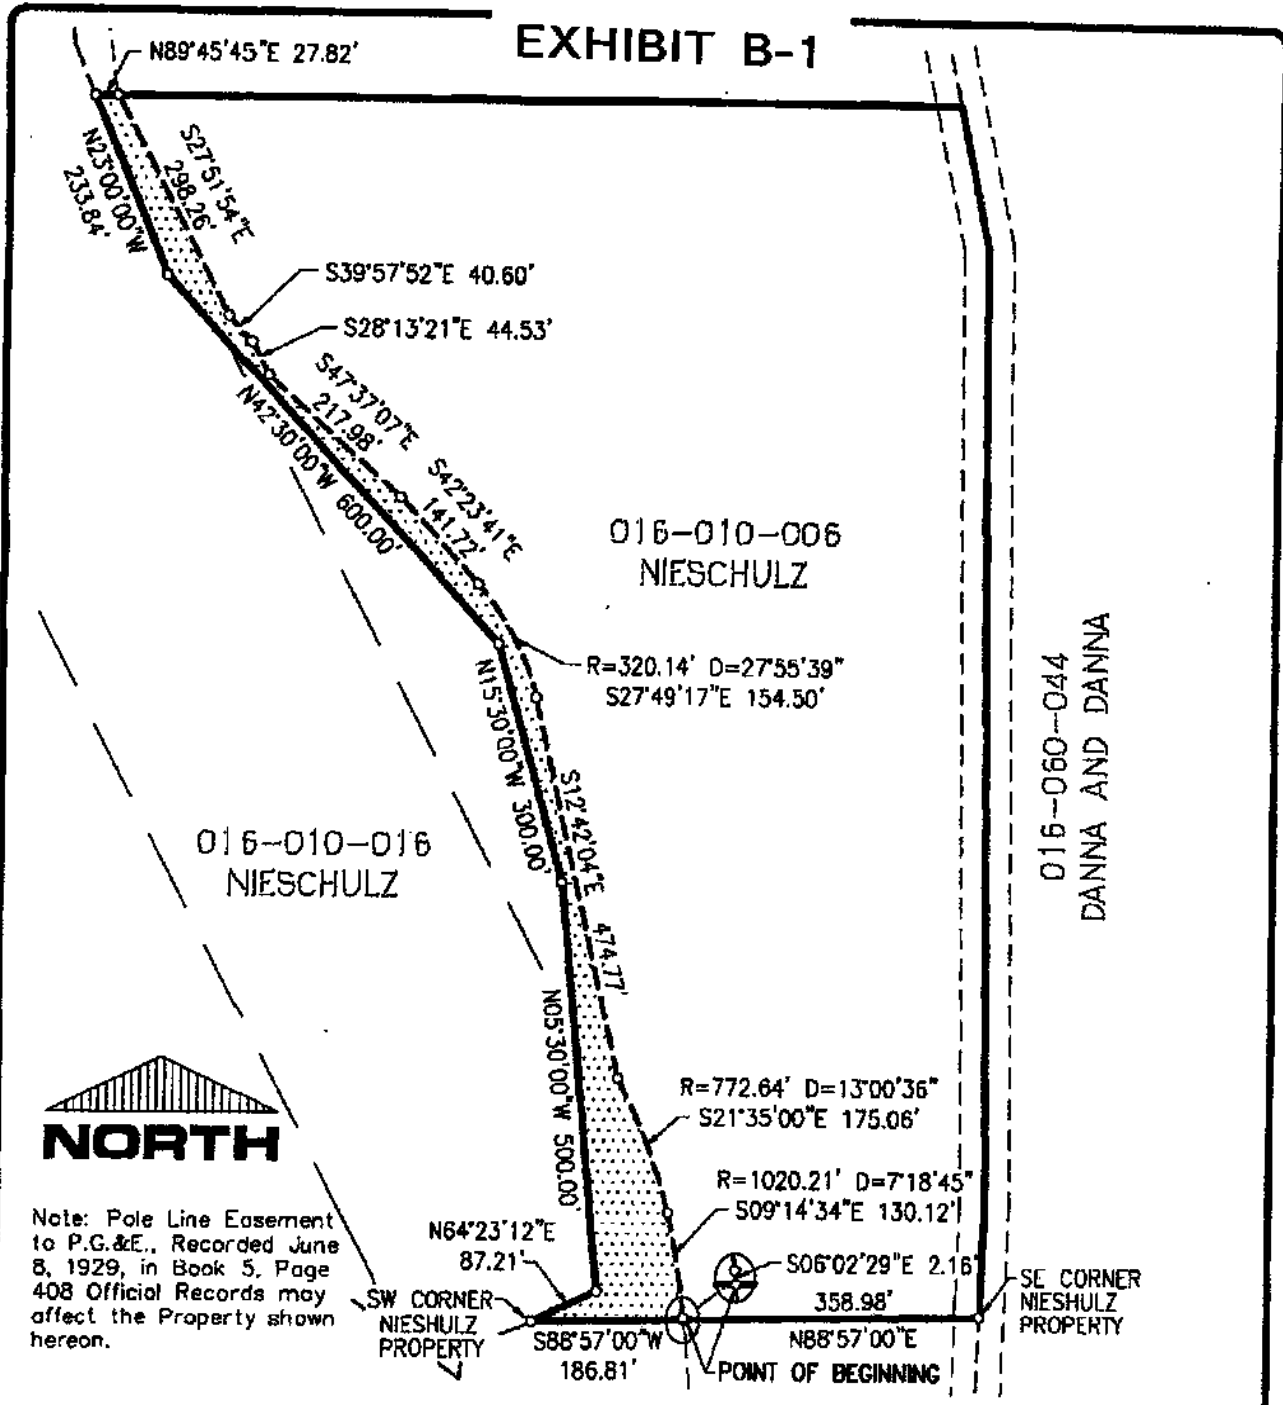 EXHIBIT B-1
N89°45'45"E 27.82'
S27°51'54"E
298.26'
N23°00'00"W
233.84'
S39°57'52"E 40.60'
S28°13'21"E 44.53'
S47°37'07"E
217.98'
N42°30'00"W 600.00'
S42°23'41"E
141.72'
016-010-006
NIESCHULZ
R=320.14' D=27°55'39"
S27°49'17"E 154.50'
N15°30'00"W 300.00'
016-060-044
DANNA AND DANNA
S12°42'04"E 474.77'
016-010-016
NIESCHULZ
N05°30'00"W 500.00'
R=772.64' D=13°00'36"
S21°35'00"E 175.06'
NORTH
R=1020.21' D=7°18'45"
S09°14'34"E 130.12'
Note: Pole Line Easement
to P.G.&E., Recorded June
8, 1929, in Book 5, Page
408 Official Records may
affect the Property shown
hereon.
N64°23'12"E
87.21'
S06°02'29"E 2.16'
358.98'
N88°57'00"E
SW CORNER
NIESHULZ
PROPERTY
SE CORNER
NIESHULZ
PROPERTY
S88°57'00"W
186.81'
POINT OF BEGINNING